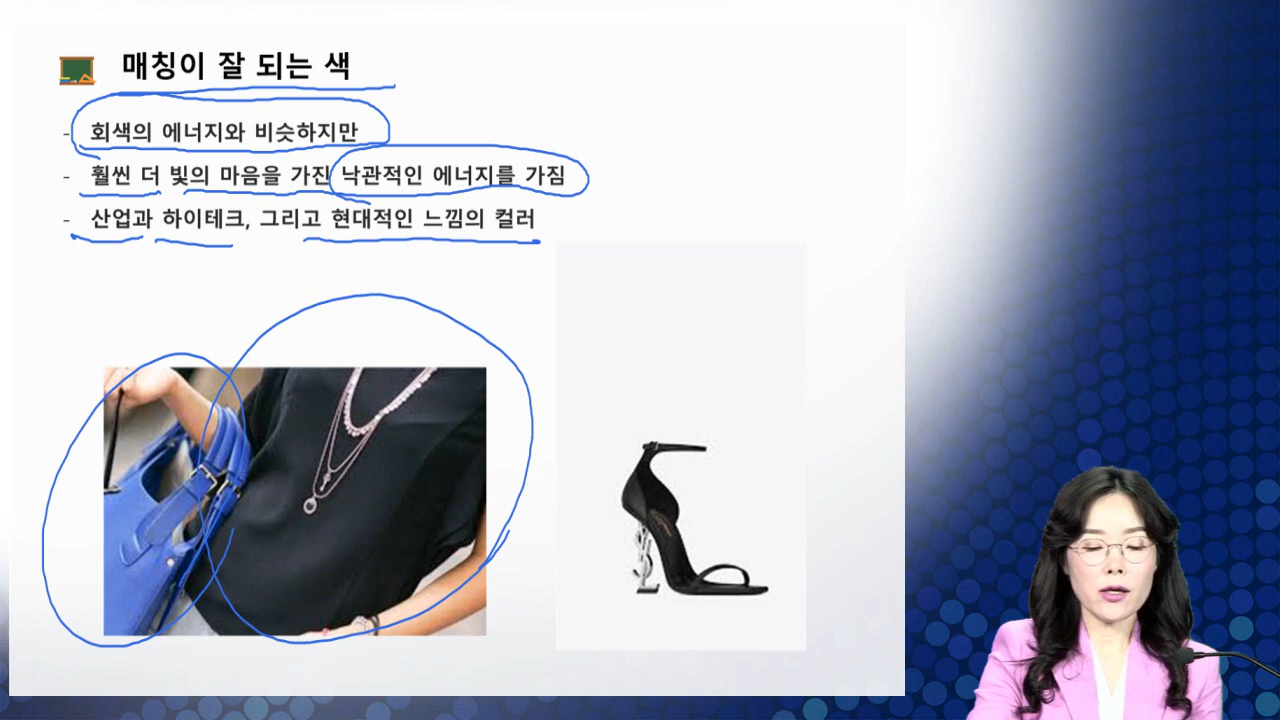 매칭이 잘 되는 색
- 회색의 에너지와 비슷하지만
- 훨씬 더 빛의 마음을 가진 낙관적인 에너지를 가짐
- 산업과 하이테크, 그리고 현대적인 느낌의 컬러